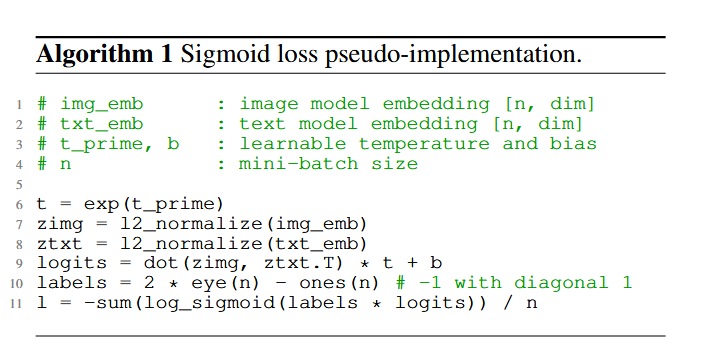 Algorithm 1 Sigmoid loss pseudo-implementation.
1 # img_emb : image model embedding [n, dim]
2 # txt_emb : text model embedding [n, dim]
3 # t_prime, b : learnable temperature and bias
4 # n : mini-batch size
5
6 t = exp(t_prime)
7 zimg = l2_normalize(img_emb)
8 ztxt = l2_normalize(txt_emb)
9 logits = dot(zimg, ztxt.T) * t + b
10 labels = 2 * eye(n) - ones(n) # -1 with diagonal 1
11 l = -sum(log_sigmoid(labels * logits)) / n